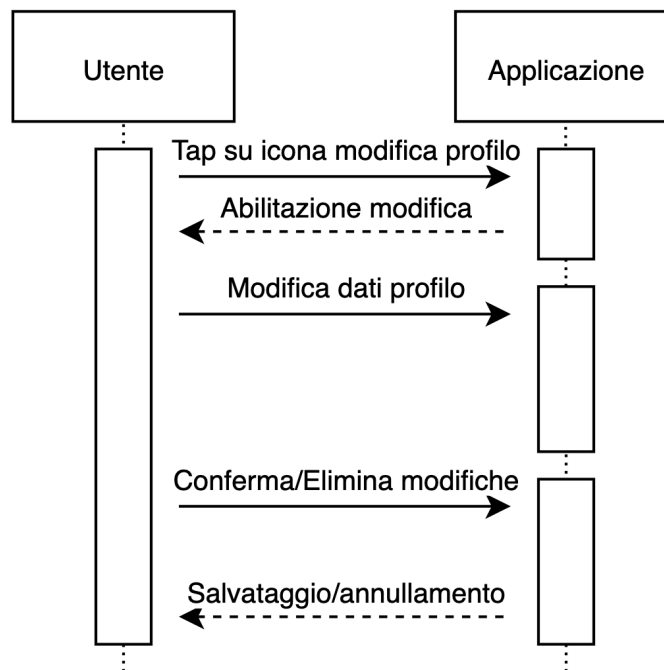 Utente
Applicazione
Tap su icona modifica profilo
Abilitazione modifica
Modifica dati profilo
Conferma/Elimina modifiche
Salvataggio/annullamento